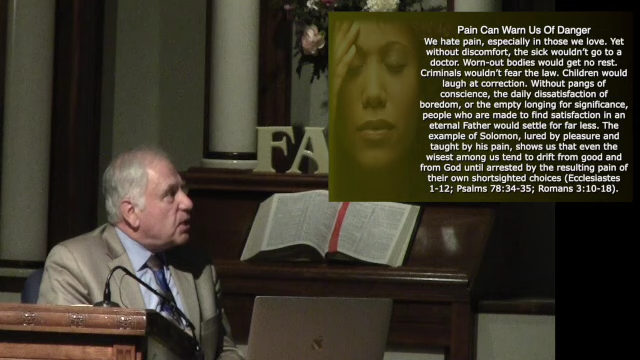 Pain Can Warn Us Of Danger
We hate pain, especially in those we love. Yet
without discomfort, the sick wouldn't go to a
doctor. Worn-out bodies would get no rest.
Criminals wouldn't fear the law. Children would
laugh at correction. Without pangs of
conscience, the daily dissatisfaction of
boredom, or the empty longing for significance,
people who are made to find satisfaction in an
eternal Father would settle for far less. The
example of Solomon, lured by pleasure and
taught by his pain, shows us that even the
wisest among us tend to drift from good and
from God until arrested by the resulting pain of
their own shortsighted choices (Ecclesiastes
1-12; Psalms 78:34-35; Romans 3:10-18).
FA